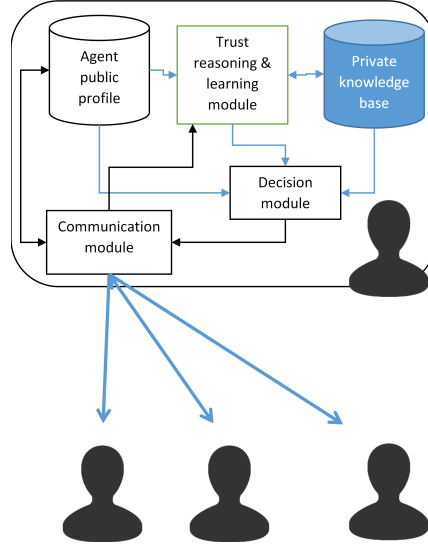 Agent
public
profile
Trust
reasoning &
learning
module
Private
knowledge
base
Decision
module
Communication
module